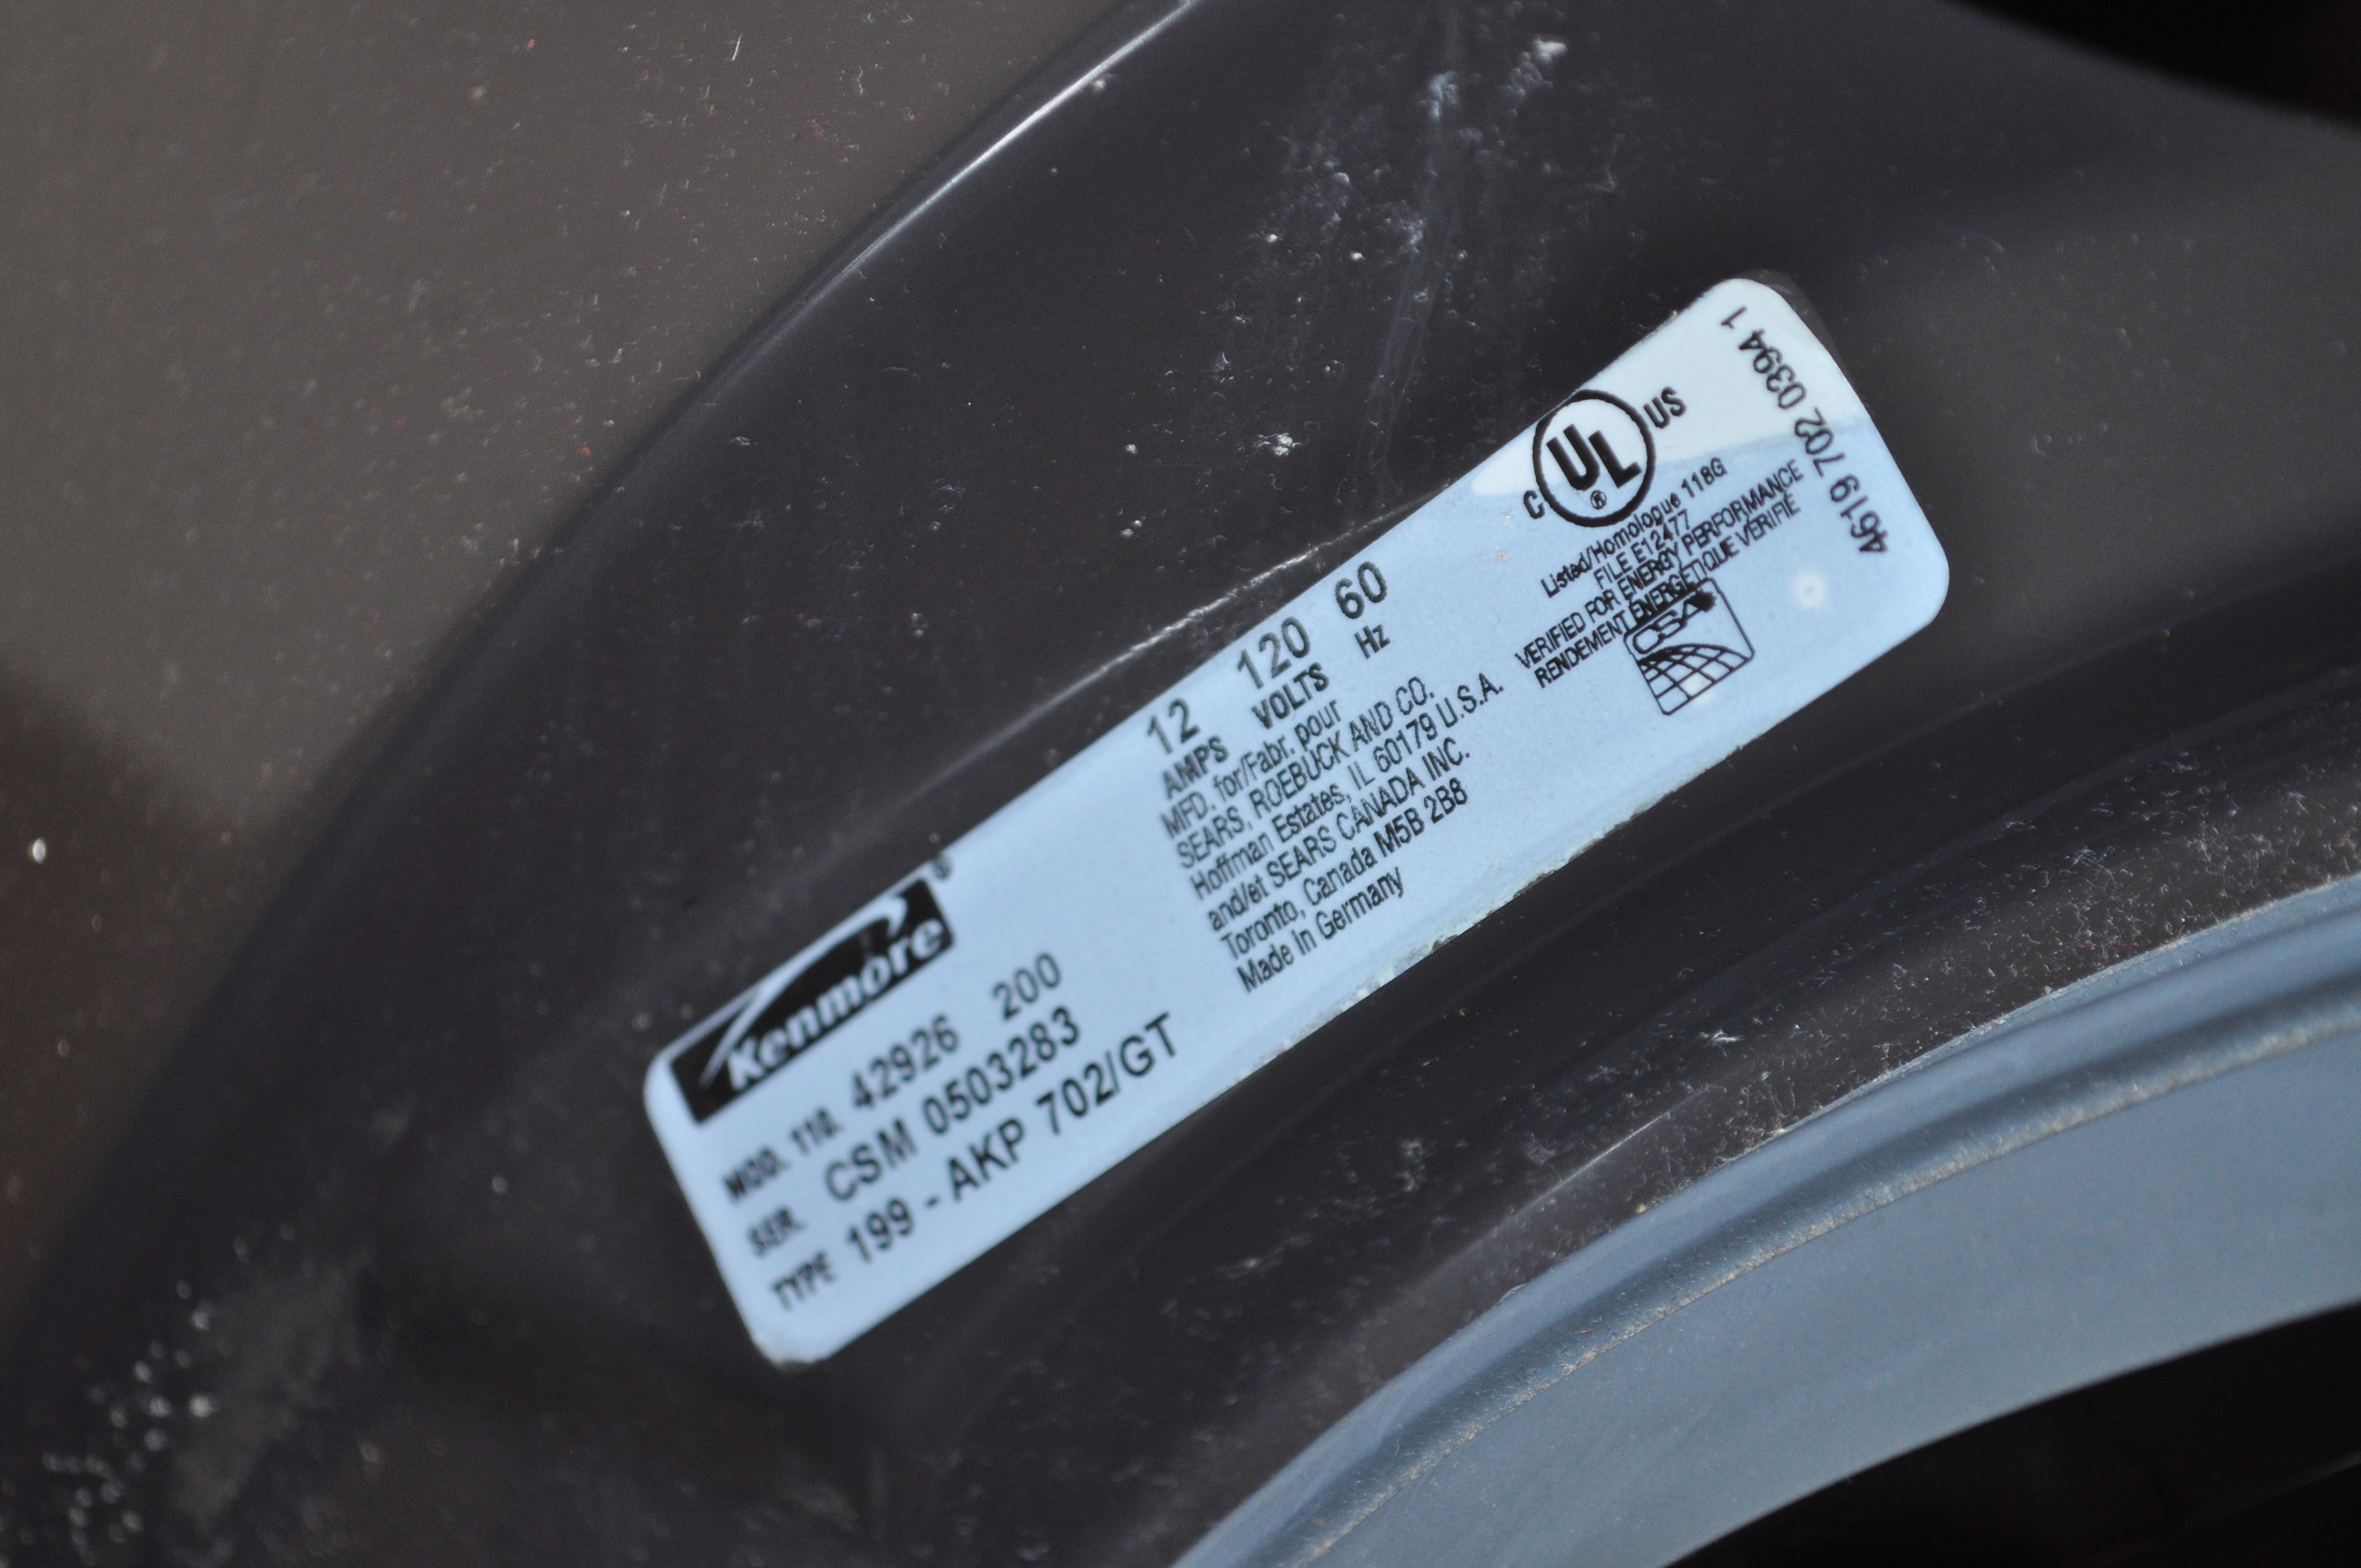 Kenmore®
MOD. 110. 42926 200
SER. CSM 0503283
TYPE 199 - AKP 702/GT
12 120 60
AMPS VOLTS Hz
MFD. for/Fabr. pour
SEARS, ROEBUCK AND CO.
Hoffman Estates, IL 60179 U.S.A.
and/et SEARS CANADA INC.
Toronto, Canada M5B 2B8
Made In Germany
C UL® US
Listed/Homologue 118G
FILE E12477
VERIFIED FOR ENERGY PERFORMANCE
RENDEMENT ENERGÉTIQUE VÉRIFIÉ
CSA
4619 702 0394 1